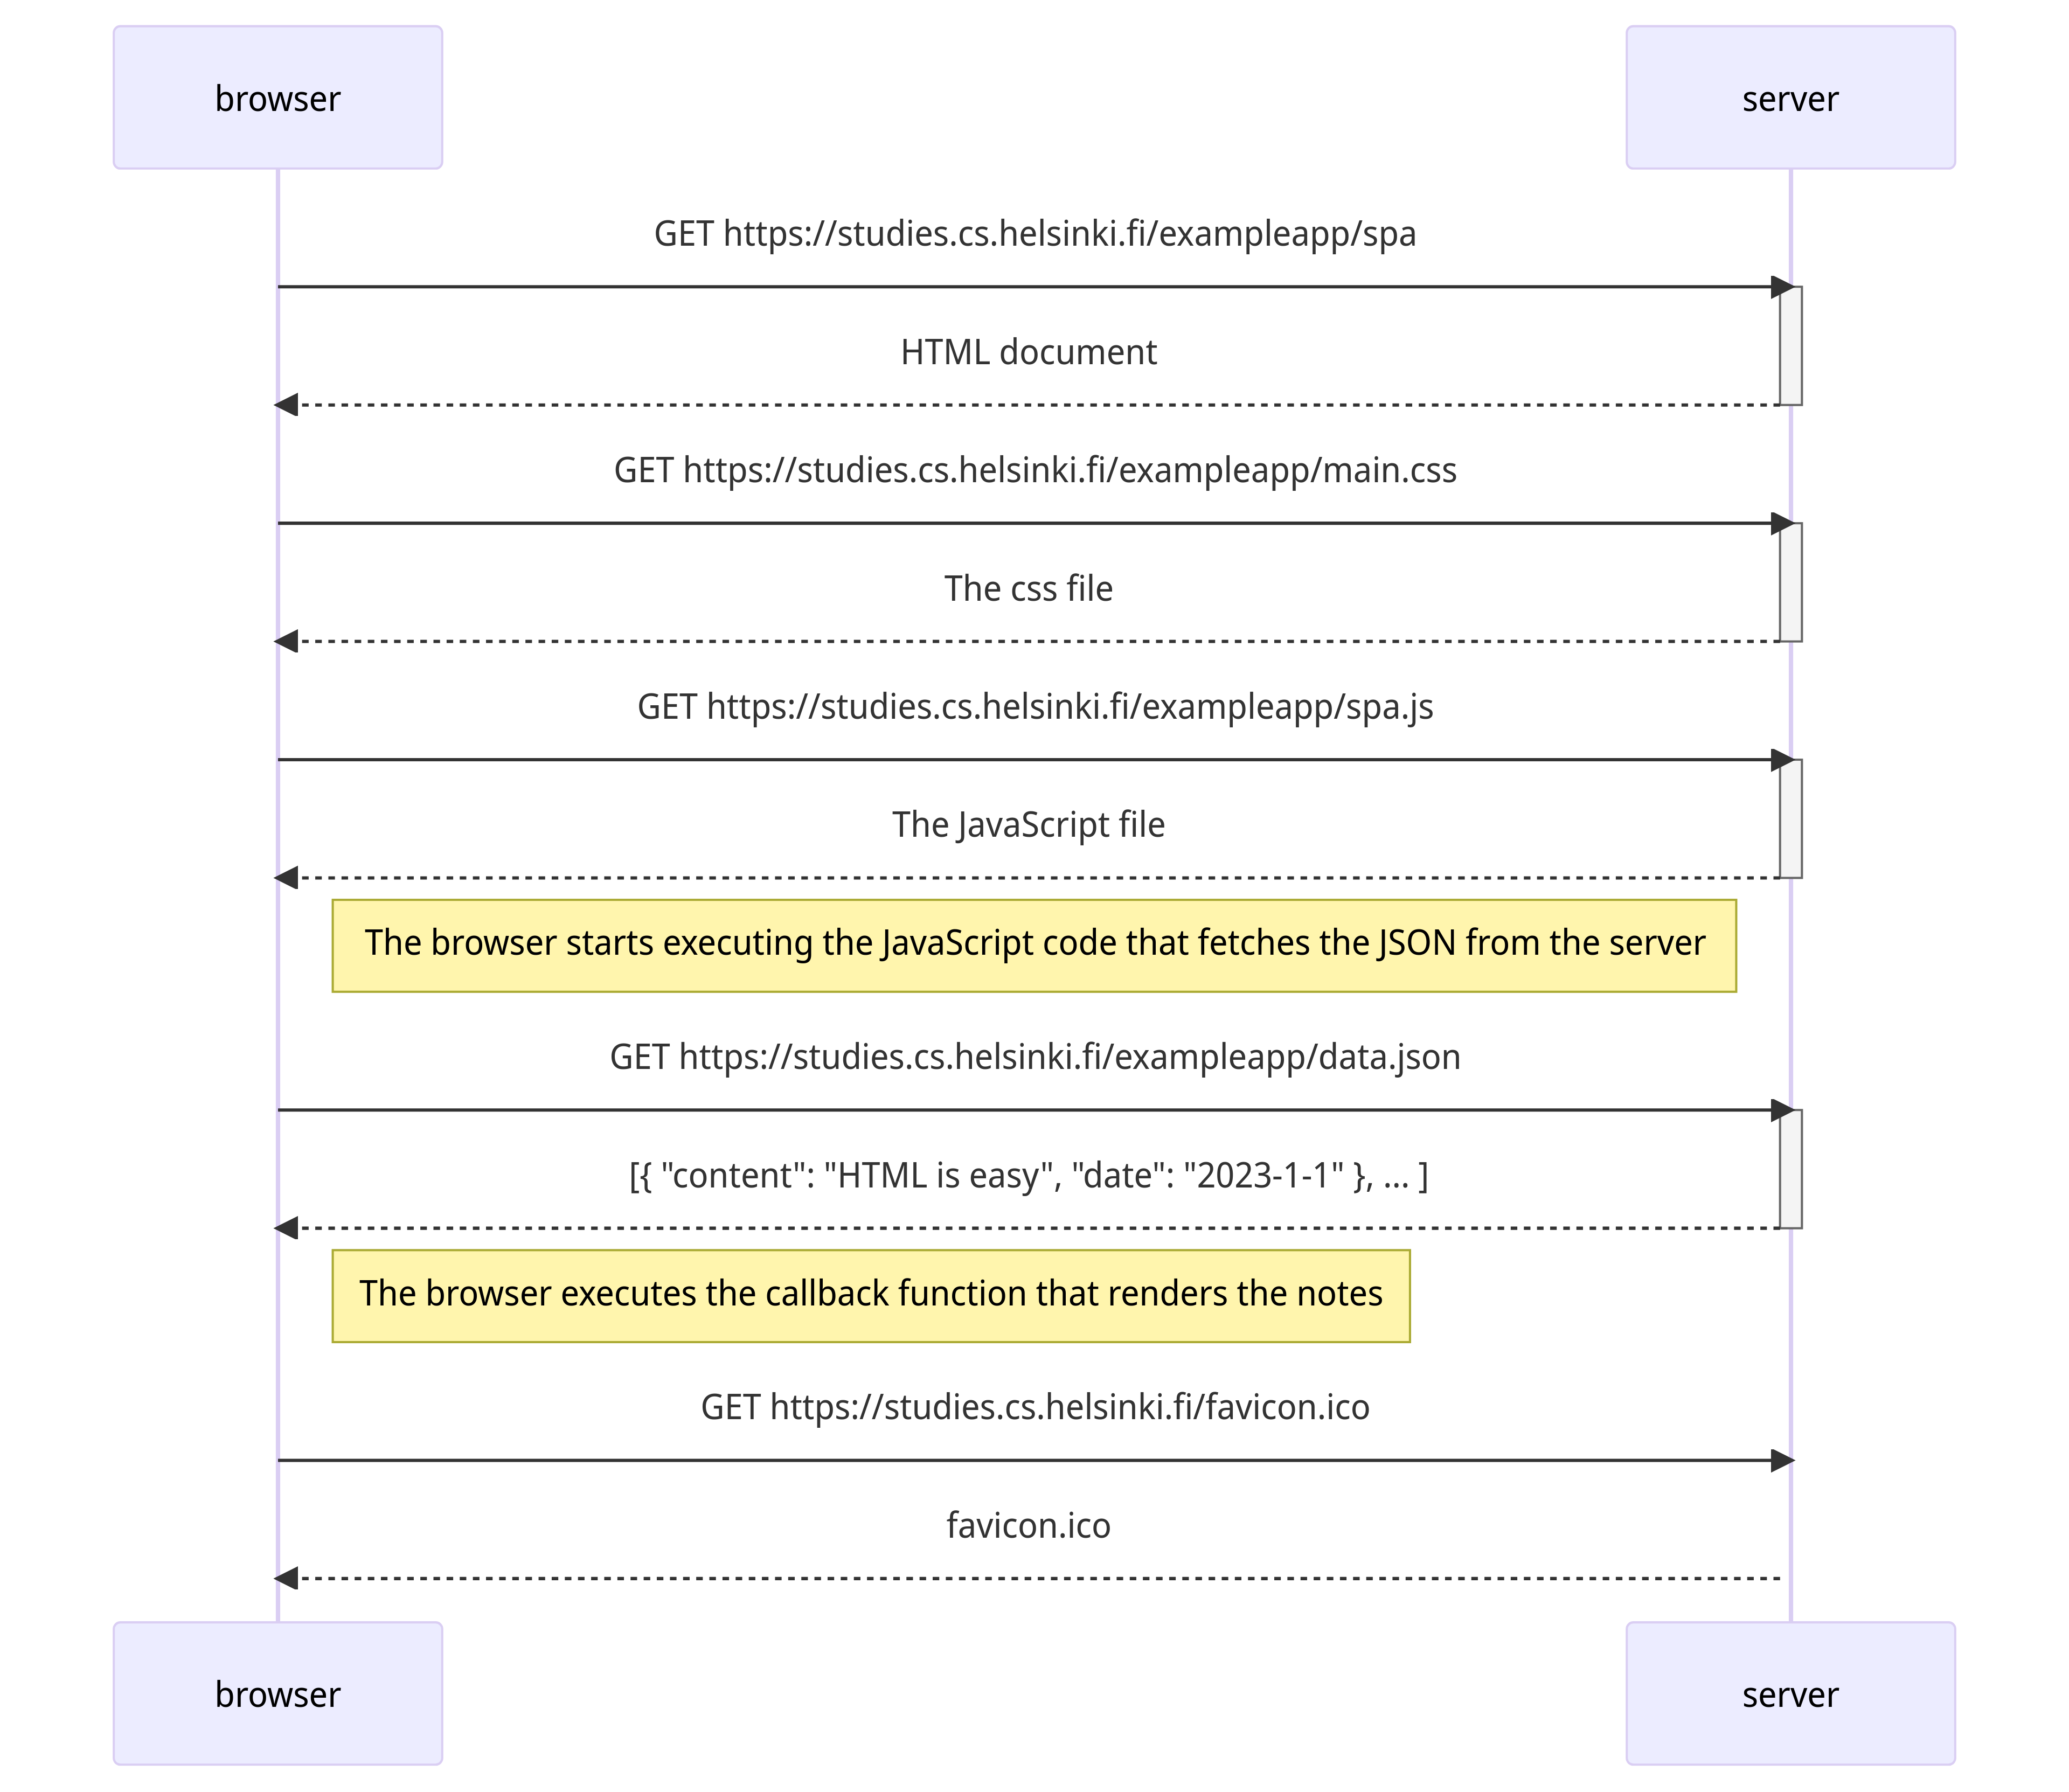 browser
server
GET https://studies.cs.helsinki.fi/exampleapp/spa
HTML document
GET https://studies.cs.helsinki.fi/exampleapp/main.css
The css file
GET https://studies.cs.helsinki.fi/exampleapp/spa.js
The JavaScript file
The browser starts executing the JavaScript code that fetches the JSON from the server
GET https://studies.cs.helsinki.fi/exampleapp/data.json
[{ "content": "HTML is easy", "date": "2023-1-1" }, ... ]
The browser executes the callback function that renders the notes
GET https://studies.cs.helsinki.fi/favicon.ico
favicon.ico
browser
server